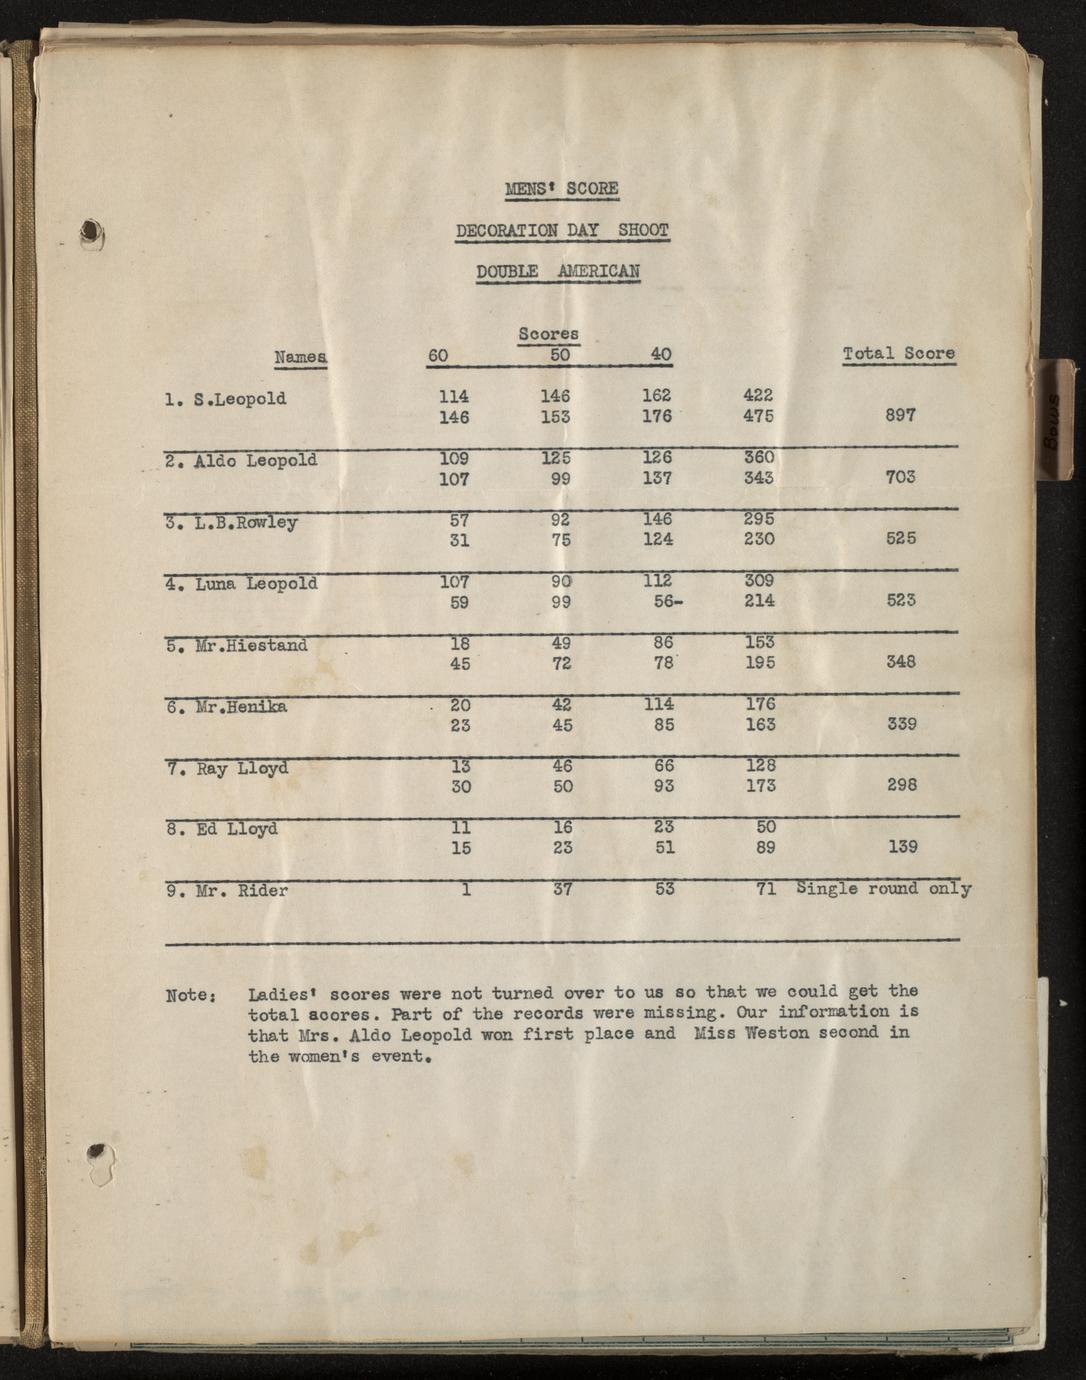 MENS' SCORE
DECORATION DAY SHOOT
DOUBLE AMERICAN
Scores
Names 60 50 40 Total Score
1. S.Leopold 114 146 162 422
146 153 176 475 897
2. Aldo Leopold 109 125 126 360
107 99 137 343 703
3. L.B.Rowley 57 92 146 295
31 75 124 230 525
4. Luna Leopold 107 90 112 309
59 99 56- 214 523
5. Mr.Hiestand 18 49 86 153
45 72 78 195 348
6. Mr.Henika 20 42 114 176
23 45 85 163 339
7. Ray Lloyd 13 46 66 128
30 50 93 173 298
8. Ed Lloyd 11 16 23 50
15 23 51 89 139
9. Mr. Rider 1 37 53 71 Single round only
Note: Ladies' scores were not turned over to us so that we could get the
total acores. Part of the records were missing. Our information is
that Mrs. Aldo Leopold won first place and Miss Weston second in
the women's event.
Bows